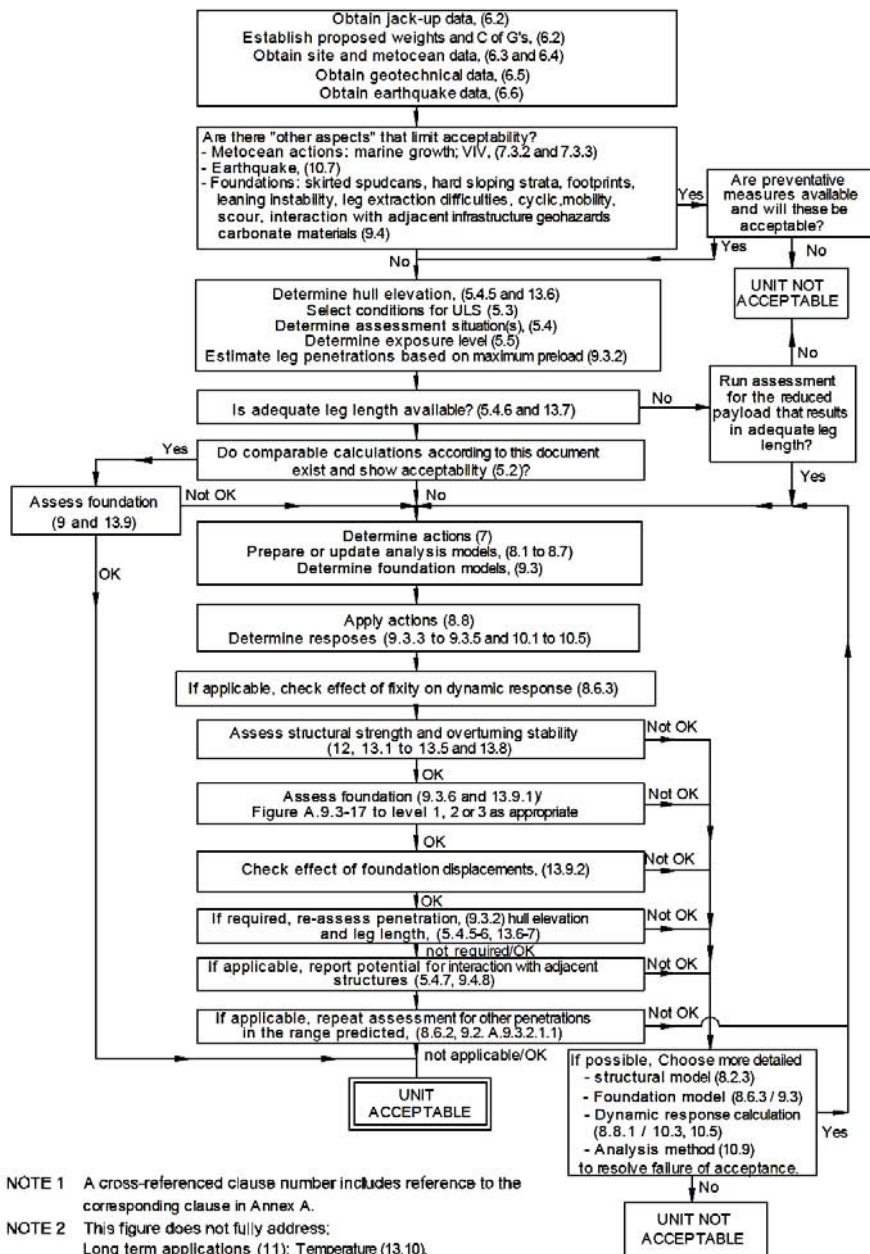 Obtain jack-up data, (6.2)
Establish proposed weights and C of G's, (6.2)
Obtain site and metocean data, (6.3 and 6.4)
Obtain geotechnical data, (6.5)
Obtain earthquake data, (6.6)
Are there "other aspects" that limit acceptability?
- Metocean actions: marine growth; VIV, (7.3.2 and 7.3.3)
- Earthquake, (10.7)
- Foundations: skirted spudcans, hard sloping strata, footprints,
leaning instability, leg extraction difficulties, cyclic,mobility,
scour, interaction with adjacent infrastructure geohazards
carbonate materials (9.4)
Yes
Are preventative
measures available
and will these be
acceptable?
Yes
No
No
UNIT NOT
ACCEPTABLE
Determine hull elevation, (5.4.5 and 13.6)
Select conditions for ULS (5.3)
Determine assessment situation(s), (5.4)
Determine exposure level (5.5)
Estimate leg penetrations based on maximum preload (9.3.2)
No
Run assessment
for the reduced
payload that results
in adequate leg
length?
Is adequate leg length available? (5.4.6 and 13.7)
No
Yes
Yes
Do comparable calculations according to this document
exist and show acceptability (5.2)?
Assess foundation
(9 and 13.9)
Not OK
No
OK
Determine actions (7)
Prepare or update analysis models, (8.1 to 8.7)
Determine foundation models, (9.3)
Apply actions (8.8)
Determine resposes (9.3.3 to 9.3.5 and 10.1 to 10.5)
If applicable, check effect of fixity on dynamic response (8.6.3)
Assess structural strength and overturning stability
(12, 13.1 to 13.5 and 13.8)
Not OK
OK
Assess foundation (9.3.6 and 13.9.1)/
Figure A.9.3-17 to level 1, 2 or 3 as appropriate
Not OK
OK
Check effect of foundation displacements, (13.9.2)
Not OK
OK
If required, re-assess penetration, (9.3.2) hull elevation
and leg length, (5.4.5-6, 13.6-7)
Not OK
not required/OK
If applicable, report potential for interaction with adjacent
structures (5.4.7, 9.4.8)
Not OK
If applicable, repeat assessment for other penetrations
in the range predicted, (8.6.2, 9.2. A.9.3.2.1.1)
Not OK
not applicable/OK
UNIT
ACCEPTABLE
If possible, Choose more detailed
- structural model (8.2.3)
- Foundation model (8.6.3 / 9.3)
- Dynamic response calculation
(8.8.1 / 10.3, 10.5)
- Analysis method (10.9)
to resolve failure of acceptance.
Yes
No
UNIT NOT
ACCEPTABLE
NOTE 1 A cross-referenced clause number includes reference to the
corresponding clause in Annex A.
NOTE 2 This figure does not fully address:
Long term applications (11); Temperature (13.10).